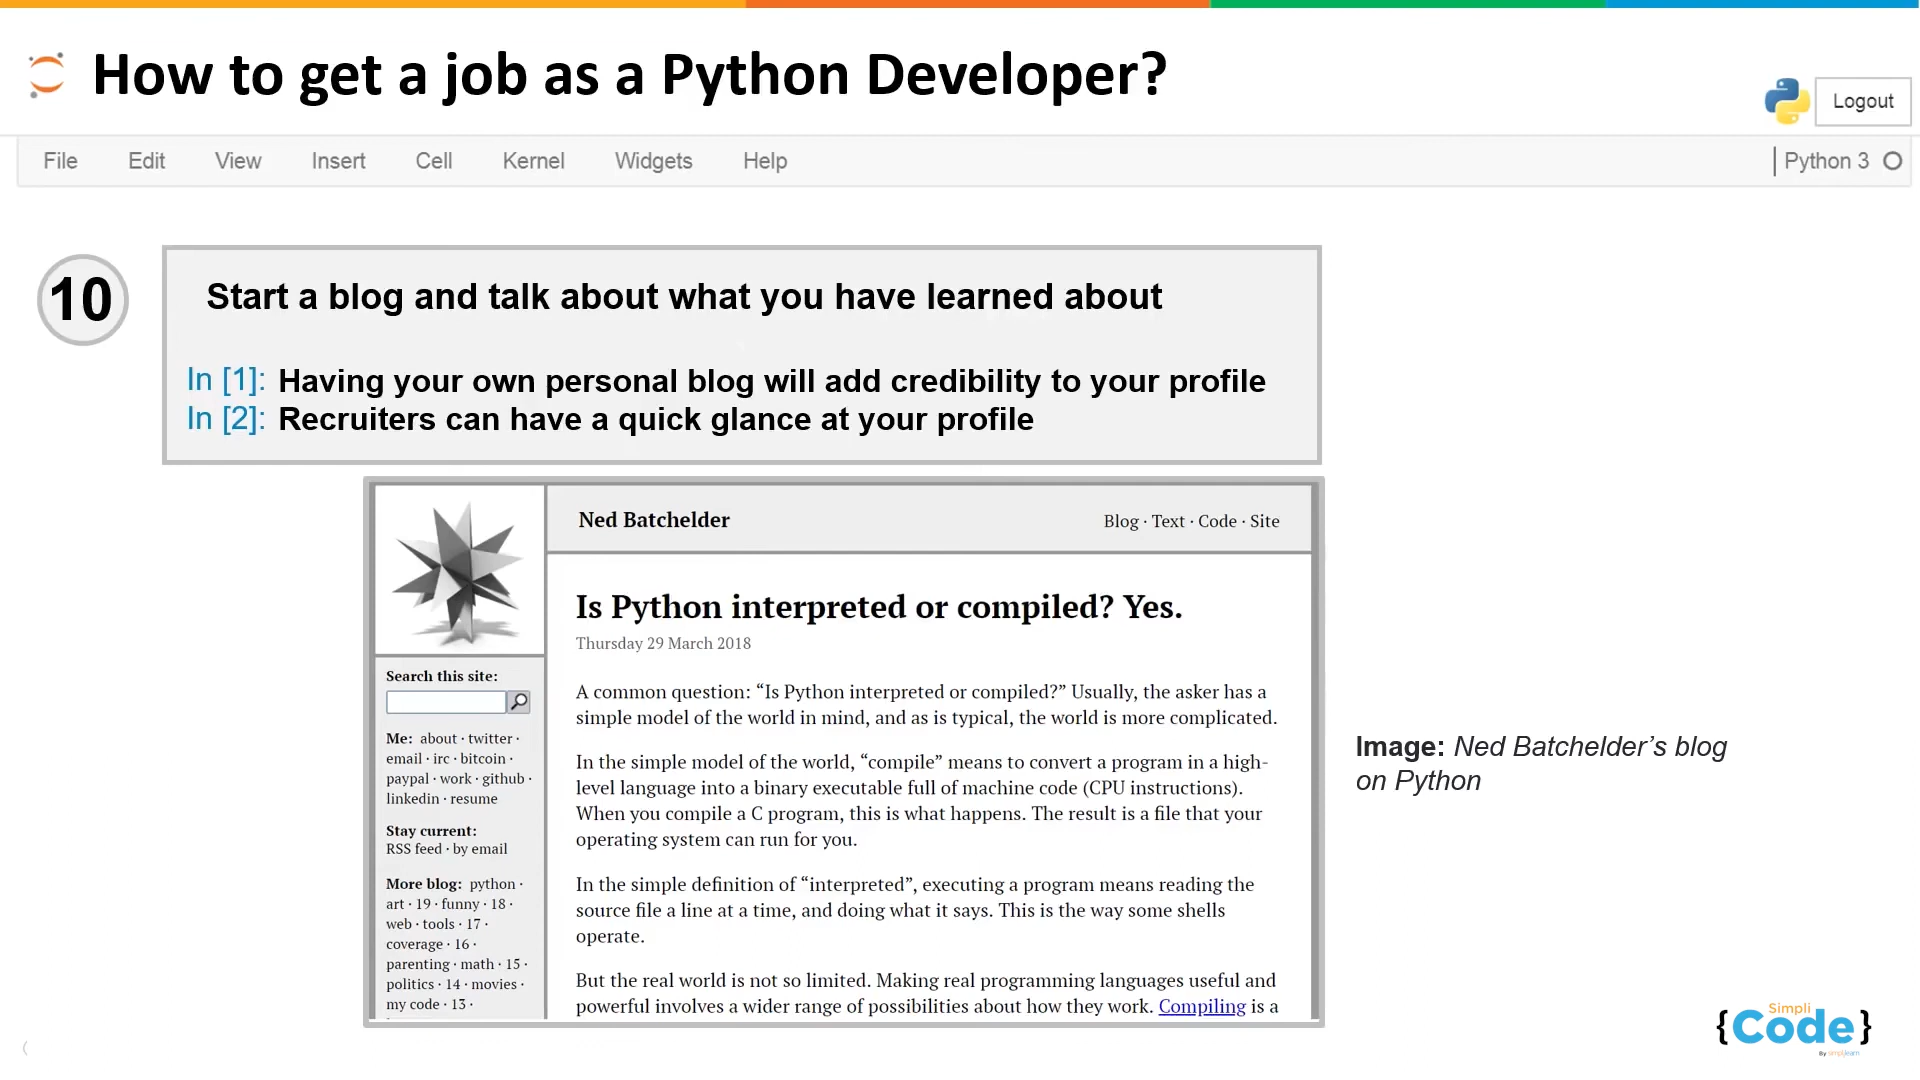 How to get a job as a Python Developer?
Logout
File Edit View Insert Cell Kernel Widgets Help
Python 3
10
Start a blog and talk about what you have learned about
In [1]: Having your own personal blog will add credibility to your profile
In [2]: Recruiters can have a quick glance at your profile
Ned Batchelder
Blog · Text · Code · Site
Is Python interpreted or compiled? Yes.
Thursday 29 March 2018
A common question: “Is Python interpreted or compiled?” Usually, the asker has a
simple model of the world in mind, and as is typical, the world is more complicated.
In the simple model of the world, “compile” means to convert a program in a high-
level language into a binary executable full of machine code (CPU instructions).
When you compile a C program, this is what happens. The result is a file that your
operating system can run for you.
In the simple definition of “interpreted”, executing a program means reading the
source file a line at a time, and doing what it says. This is the way some shells
operate.
But the real world is not so limited. Making real programming languages useful and
powerful involves a wider range of possibilities about how they work. Compiling is a
Search this site:
Me: about · twitter ·
email · irc · bitcoin ·
paypal · work · github ·
linkedin · resume
Stay current:
RSS feed · by email
More blog: python ·
art · 19 · funny · 18 ·
web · tools · 17 ·
coverage · 16 ·
parenting · math · 15 ·
politics · 14 · movies ·
my code · 13 ·
Image: Ned Batchelder’s blog
on Python
Simpli
{Code}
By simplilearn